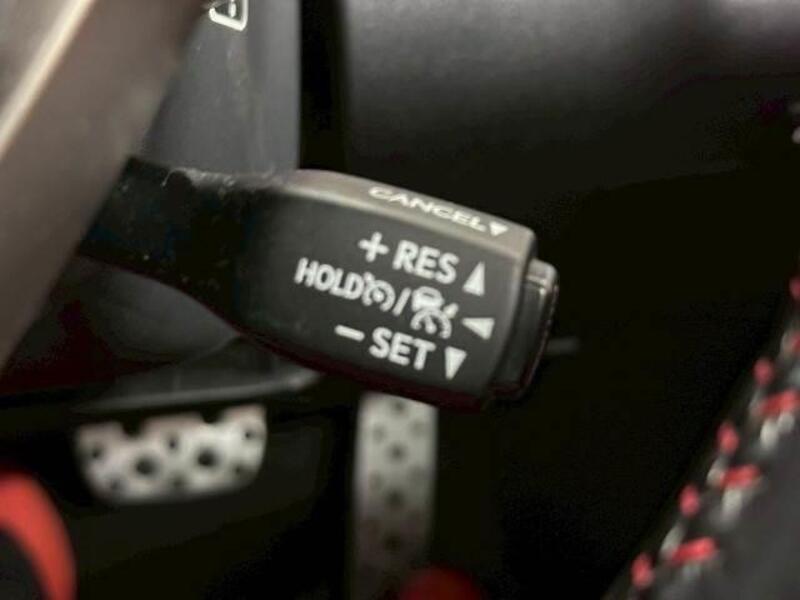 CANCEL▼
+ RES ▲
HOLD /
− SET ▼